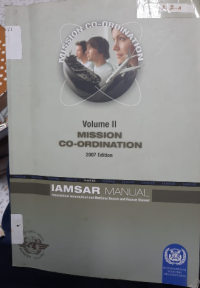 MISSION CO-ORDINATION
Volume II
MISSION
CO-ORDINATION
2007 Edition
IAMSAR MANUAL
International Aeronautical and Maritime Search and Rescue Manual